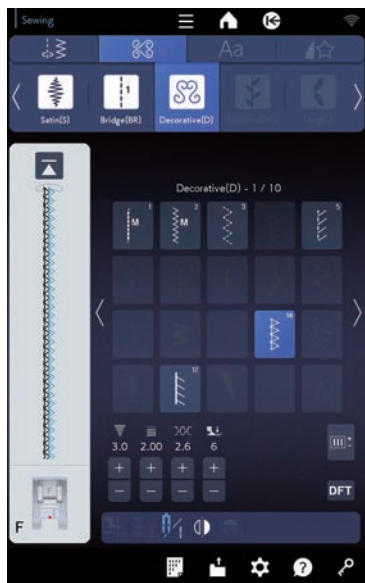 Sewing
Aa
Satin(S) Bridge(BR) Decorative(D)
Decorative(D) - 1 / 10
1 M 2 M 3 5
14
17
3.0 2.00 2.6 6
+ + + +
− − − −
DFT
F